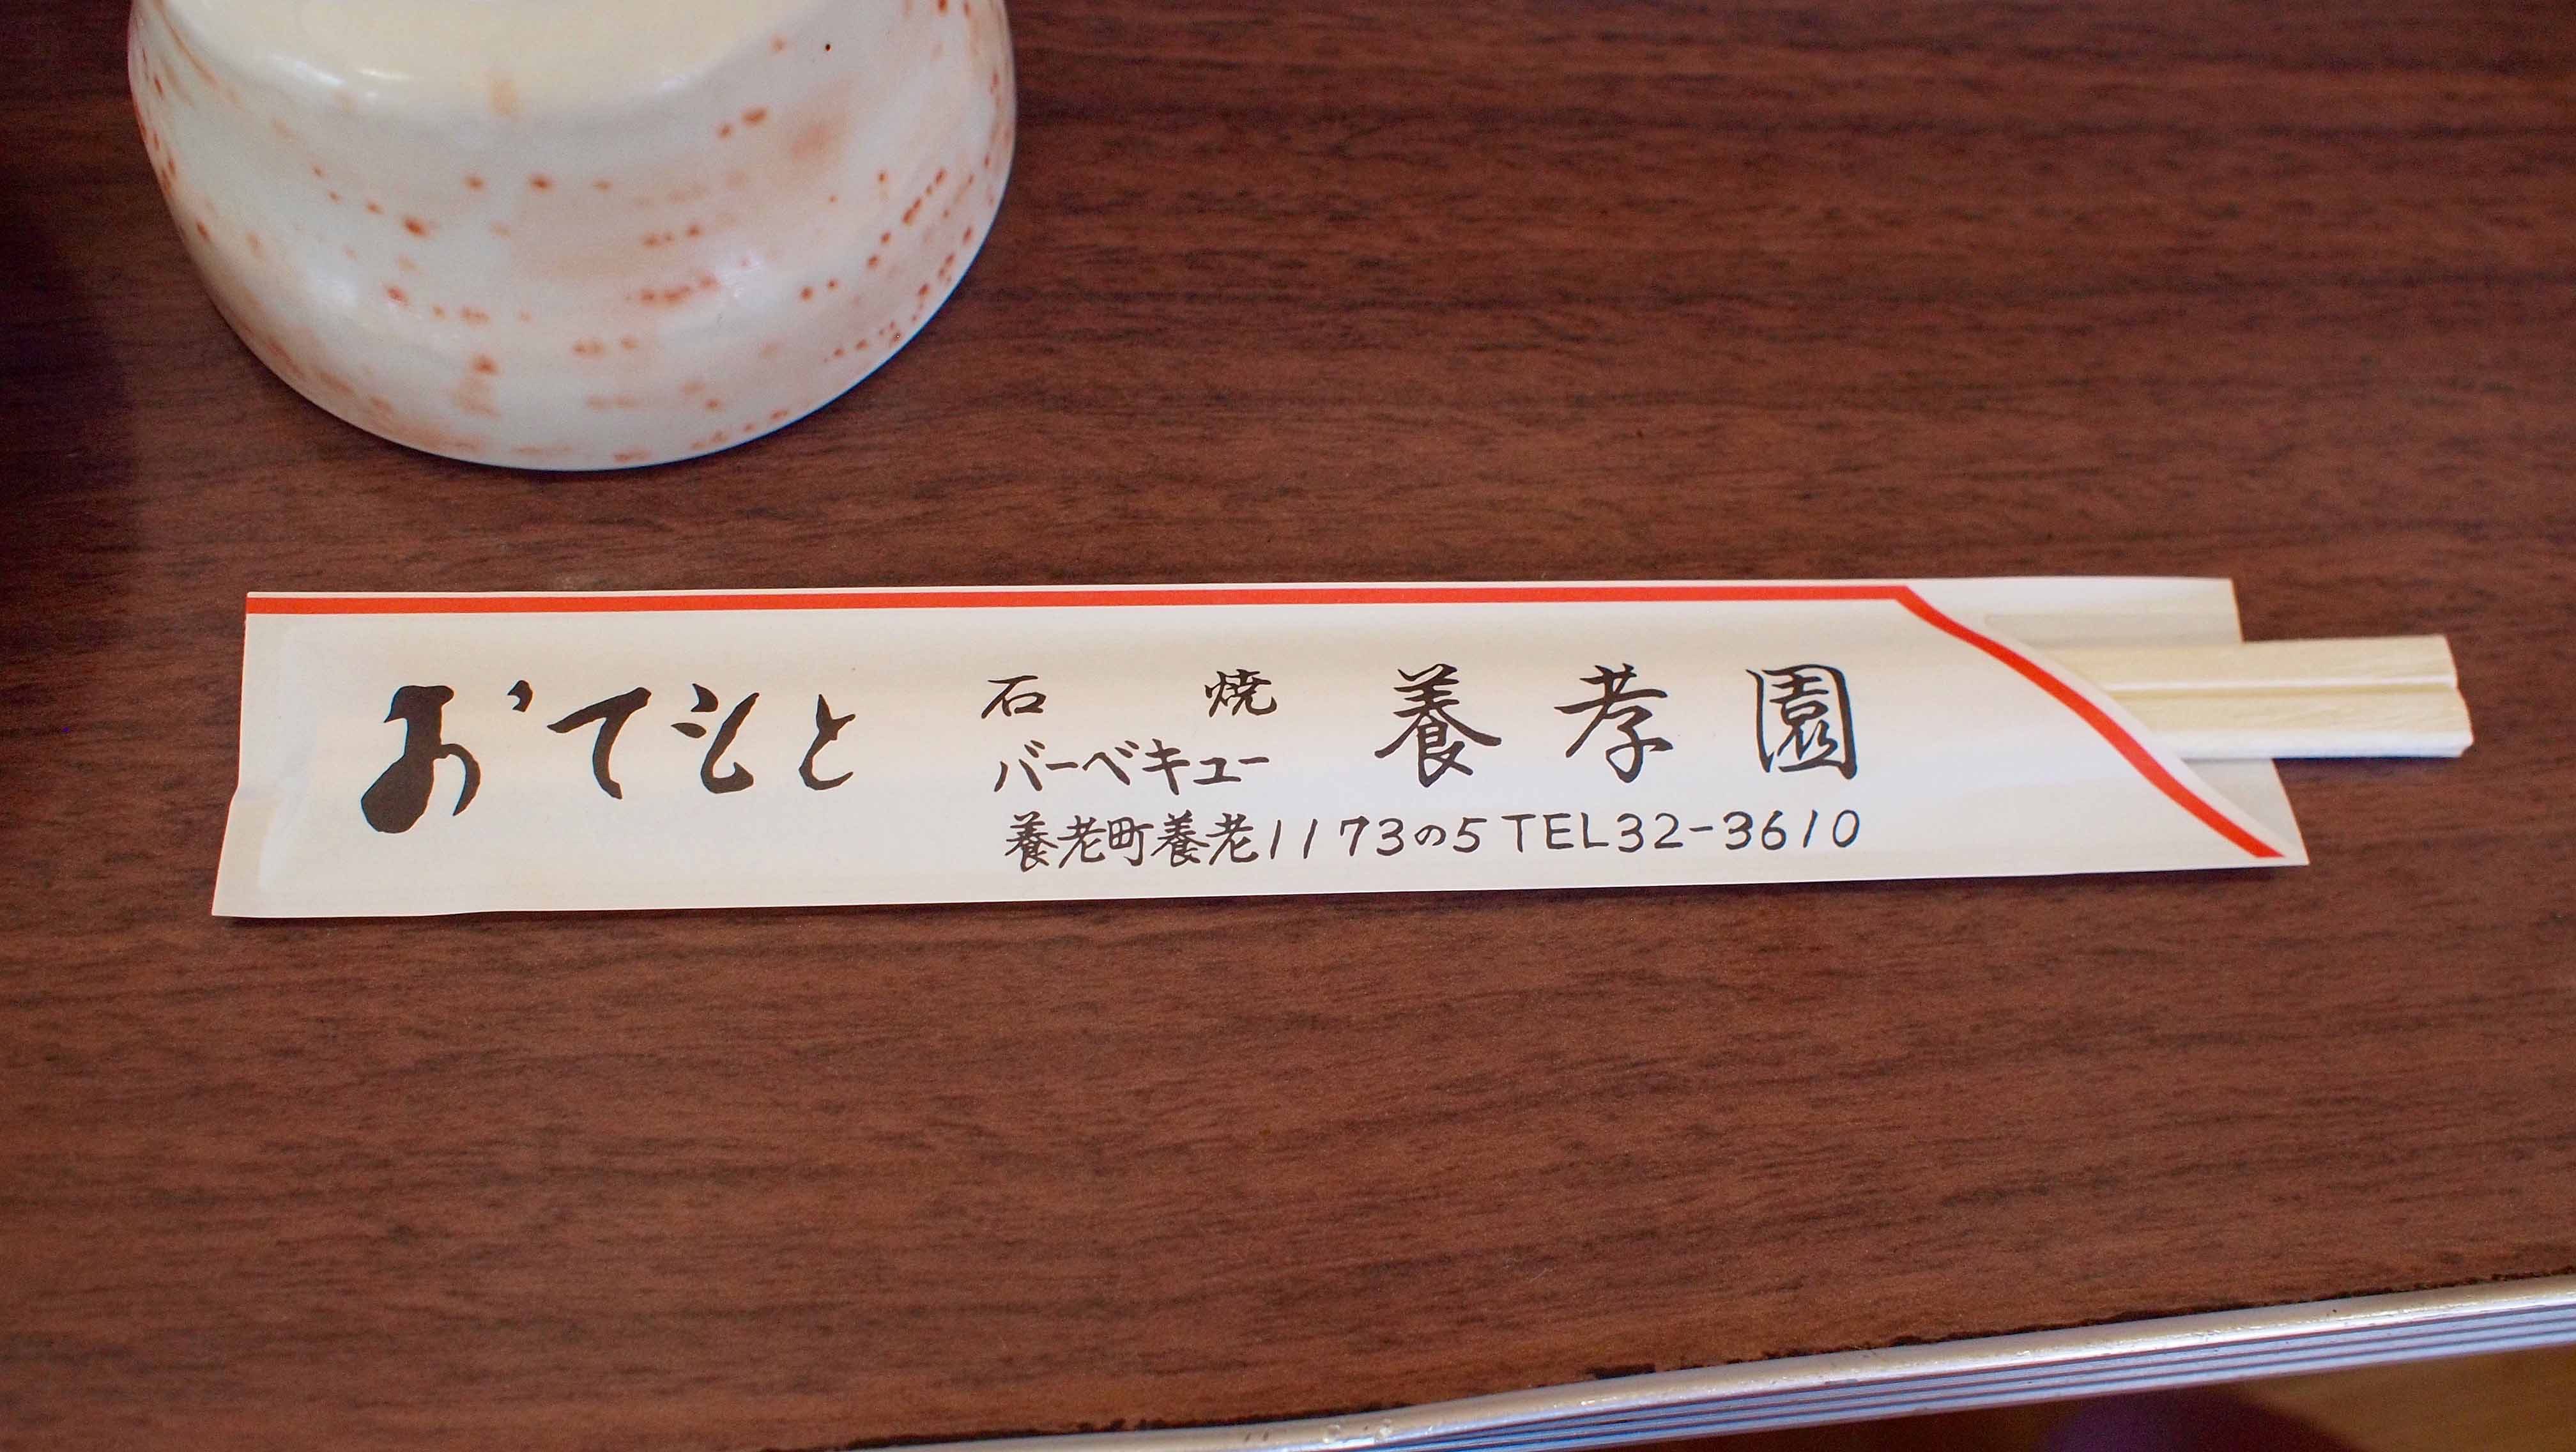 おてもと
石焼
バーベキュー
養孝園
養老町養老1173の5 TEL32-3610